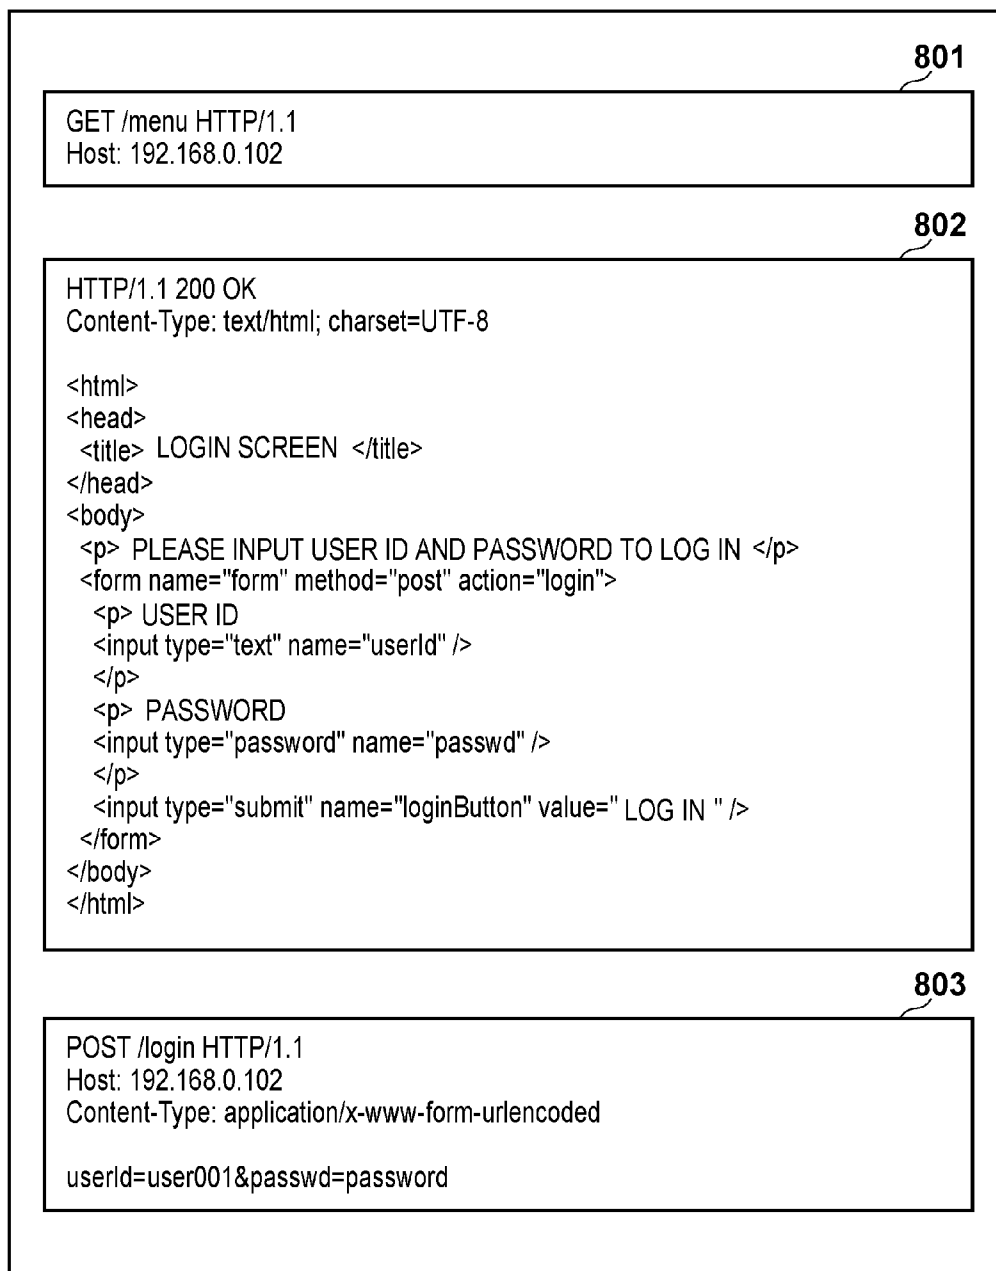 801
GET /menu HTTP/1.1
Host: 192.168.0.102
802
HTTP/1.1 200 OK
Content-Type: text/html; charset=UTF-8
<html>
<head>
<title> LOGIN SCREEN </title>
</head>
<body>
<p> PLEASE INPUT USER ID AND PASSWORD TO LOG IN </p>
<form name="form" method="post" action="login">
<p> USER ID
<input type="text" name="userId" />
</p>
<p> PASSWORD
<input type="password" name="passwd" />
</p>
<input type="submit" name="loginButton" value=" LOG IN " />
</form>
</body>
</html>
803
POST /login HTTP/1.1
Host: 192.168.0.102
Content-Type: application/x-www-form-urlencoded
userId=user001&passwd=password